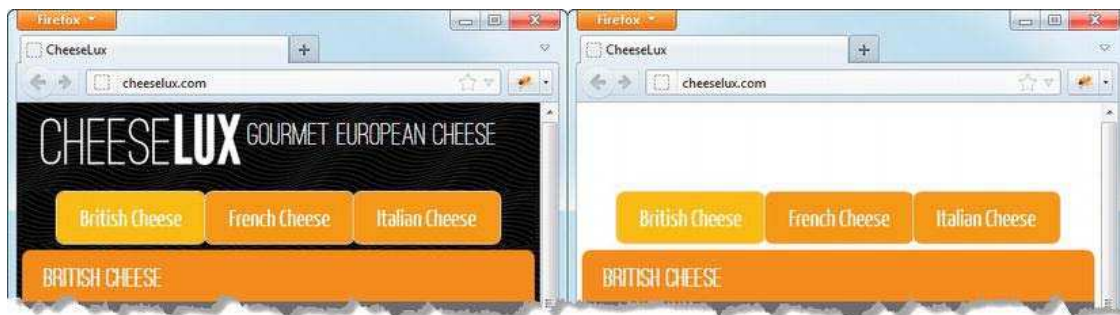 Firefox
CheeseLux
cheeselux.com
CHEESELUX GOURMET EUROPEAN CHEESE
British Cheese French Cheese Italian Cheese
BRITISH CHEESE
Firefox
CheeseLux
cheeselux.com
British Cheese French Cheese Italian Cheese
BRITISH CHEESE